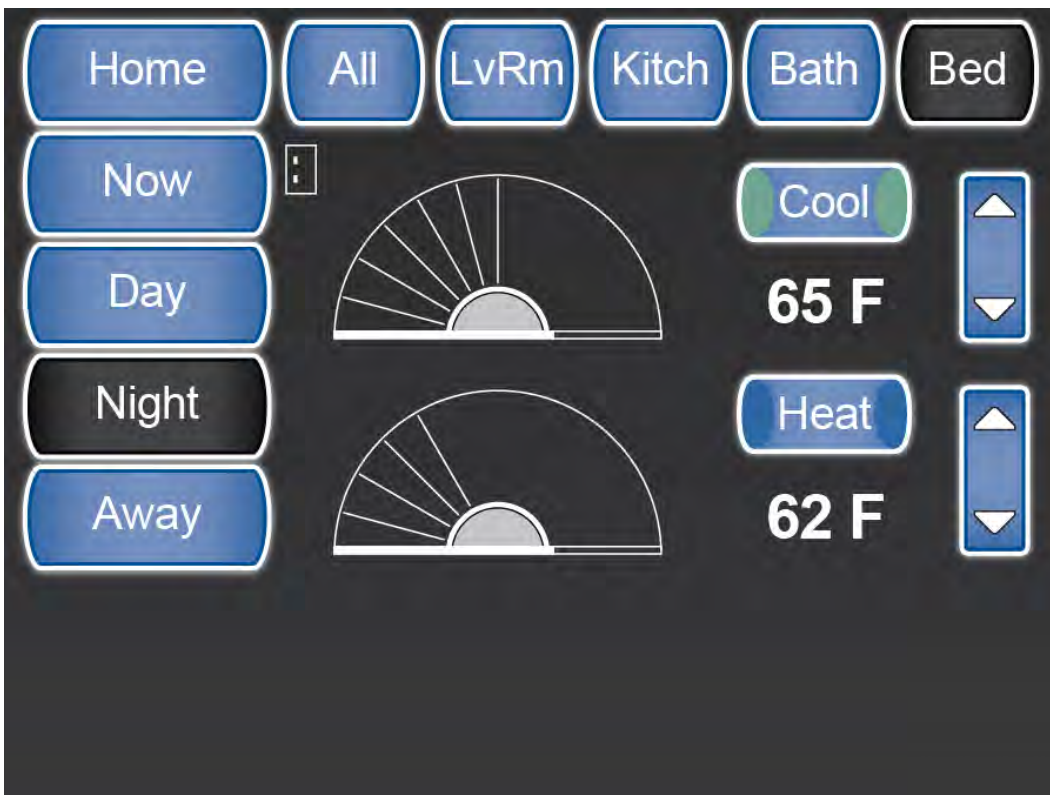 Home All LvRm Kitch Bath Bed
Now :
Cool
Day
65 F
Night
Heat
Away
62 F